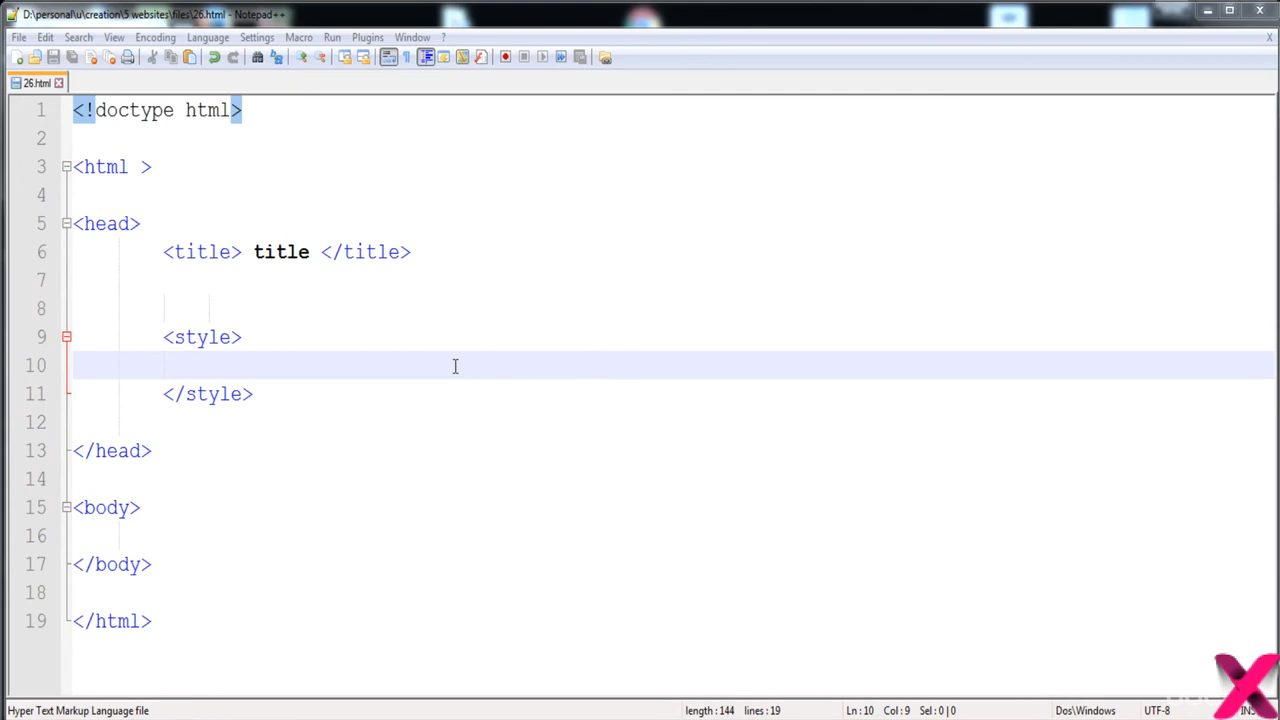 D:\personal\u\creation\5 websites\files\26.html - Notepad++
File Edit Search View Encoding Language Settings Macro Run Plugins Window ? X
26.html
1 <!doctype html>
2
3 <html >
4
5 <head>
6 <title> title </title>
7
8
9 <style>
10
11 </style>
12
13 </head>
14
15 <body>
16
17 </body>
18
19 </html>
Hyper Text Markup Language file length : 144 lines : 19 Ln : 10 Col : 9 Sel : 0 | 0 Dos\Windows UTF-8